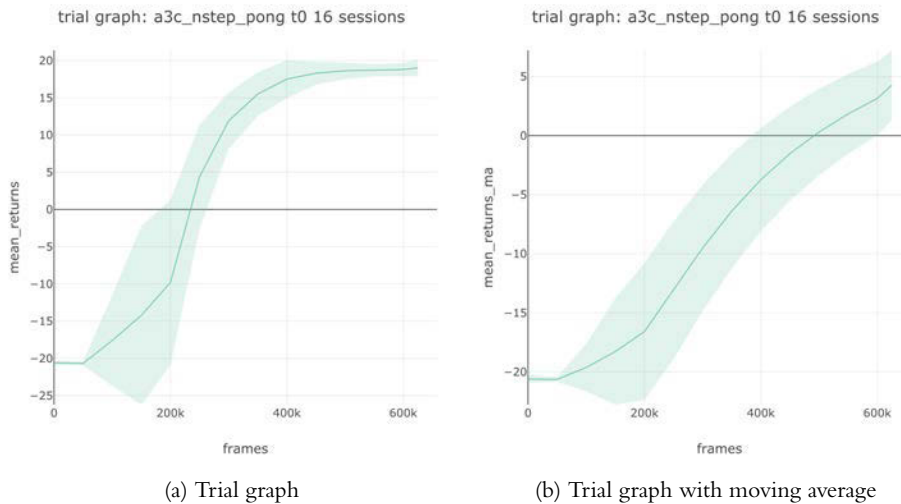 trial graph: a3c_nstep_pong t0 16 sessions
20
15
10
5
0
−5
−10
−15
−20
−25
mean_returns
0
200k
400k
600k
frames
(a) Trial graph
trial graph: a3c_nstep_pong t0 16 sessions
5
0
−5
−10
−15
−20
mean_returns_ma
0
200k
400k
600k
frames
(b) Trial graph with moving average